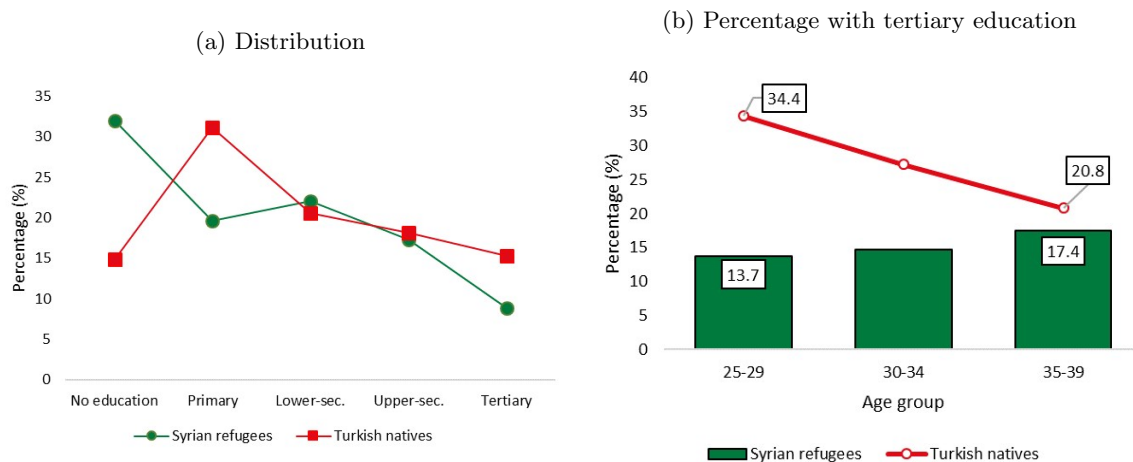 (a) Distribution
Percentage (%)
35
30
25
20
15
10
5
0
No education Primary Lower-sec. Upper-sec. Tertiary
Syrian refugees Turkish natives
(b) Percentage with tertiary education
Percentage (%)
40
35
30
25
20
15
10
5
0
34.4
20.8
13.7
17.4
25-29 30-34 35-39
Age group
Syrian refugees Turkish natives